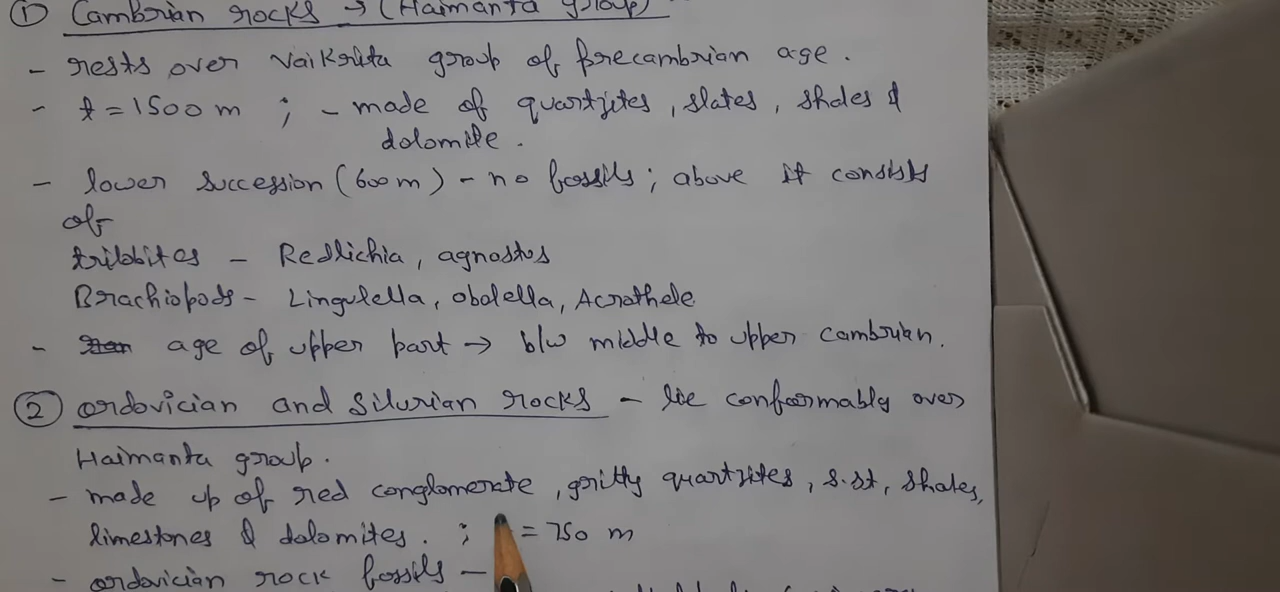 ① Cambrian rocks → (Haimanta group)
- rests over Vaikrita group of precambrian age.
- t = 1500 m ; - made of quartzites, slates, shales &
dolomite.
- lower succession (600 m) - no fossils; above it consists
of
trilobites - Redlichia, agnostos
Brachiopods - Lingulella, obolella, Acrothele
- age of upper part → b/w middle to upper cambrian.
② ordovician and Silurian rocks - lie conformably over
Haimanta group.
- made up of red conglomerate, gritty quartzites, s.st, shales,
limestones & dolomites. ; = 750 m
- ordovician rock fossils -